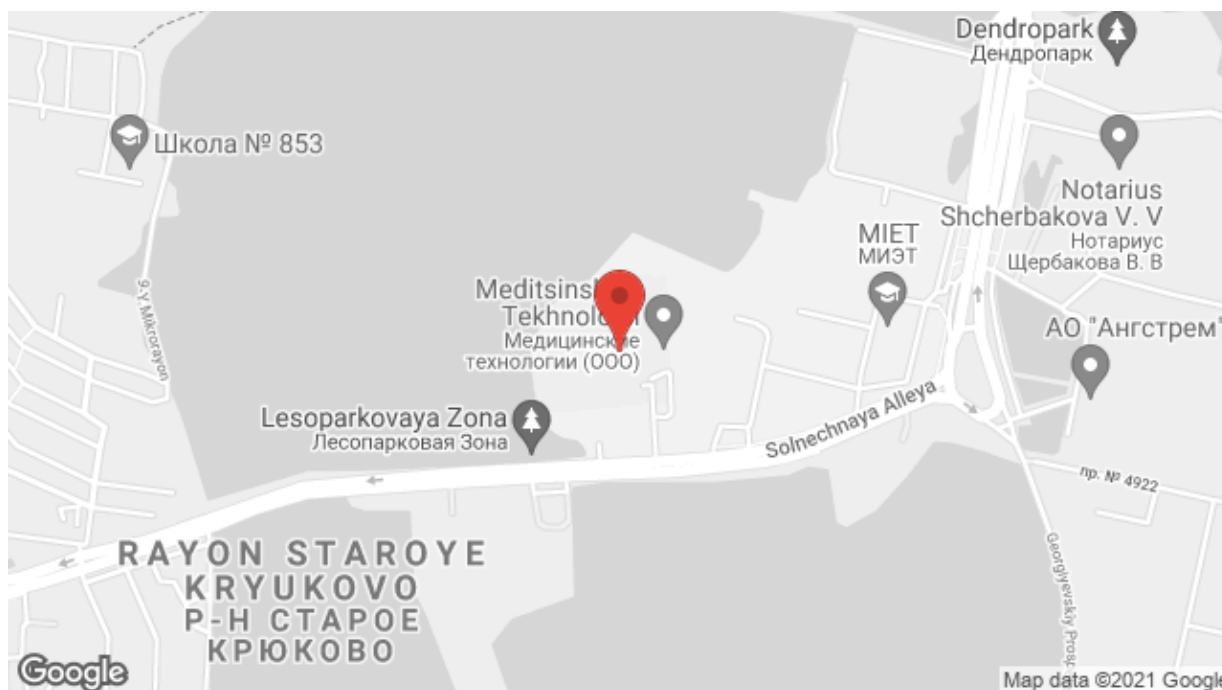 Dendropark
Дендропарк
Школа № 853
Notarius
Shcherbakova V. V
Нотариус
Щербакова В. В
MIET
МИЭТ
9-y Mikrorayon
Tekhnol
Медицинские
технологии (ООО)
АО "Ангстрем"
Lesoparkovaya Zona
Лесопарковая Зона
Solnechnaya Alleya
пр. № 4922
RAYON STAROYE
KRYUKOVO
Р-Н СТАРОЕ
КРЮКОВО
Georgiyevskiy Prosp
Google
Map data ©2021 Google